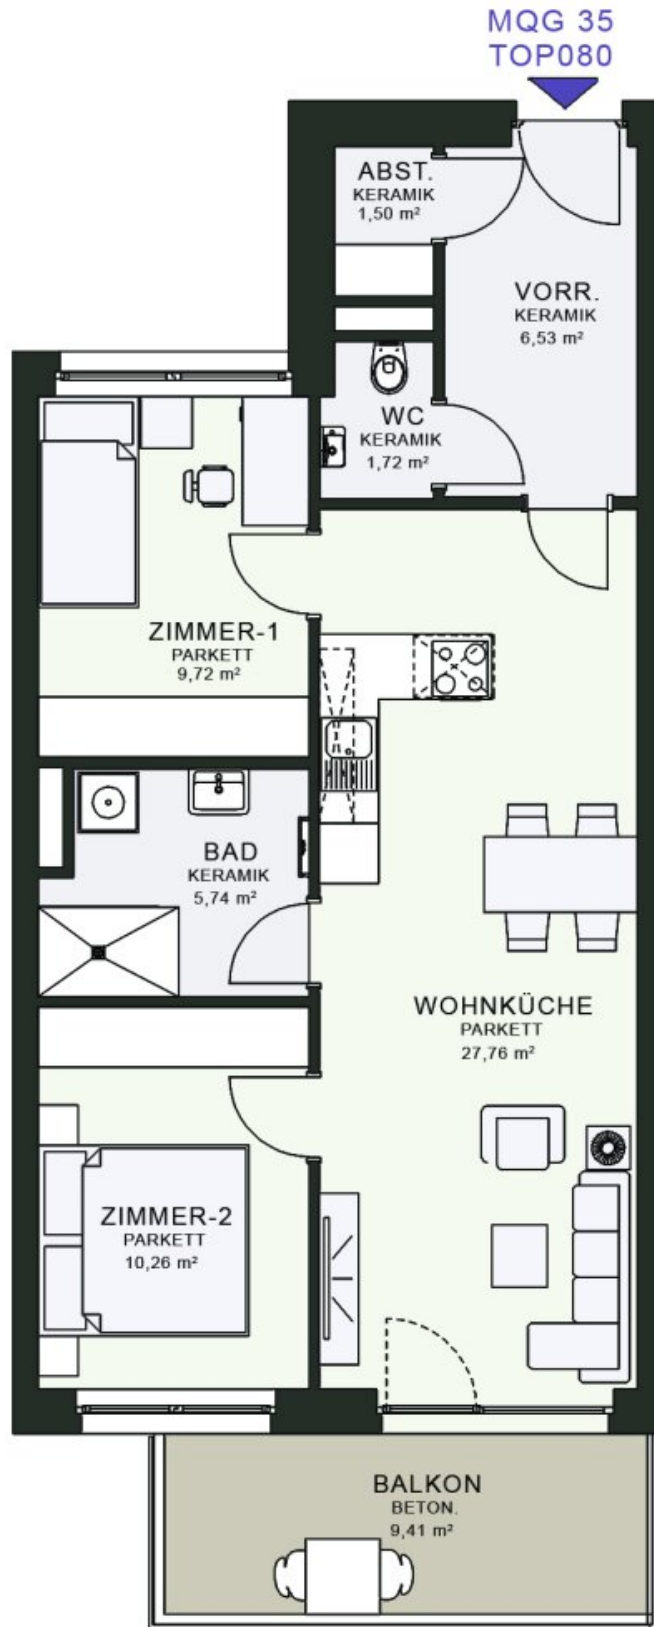 MQG 35
TOP080
ABST.
KERAMIK
1,50 m²
VORR.
KERAMIK
6,53 m²
WC
KERAMIK
1,72 m²
ZIMMER-1
PARKETT
9,72 m²
BAD
KERAMIK
5,74 m²
WOHNKÜCHE
PARKETT
27,76 m²
ZIMMER-2
PARKETT
10,26 m²
BALKON
BETON.
9,41 m²